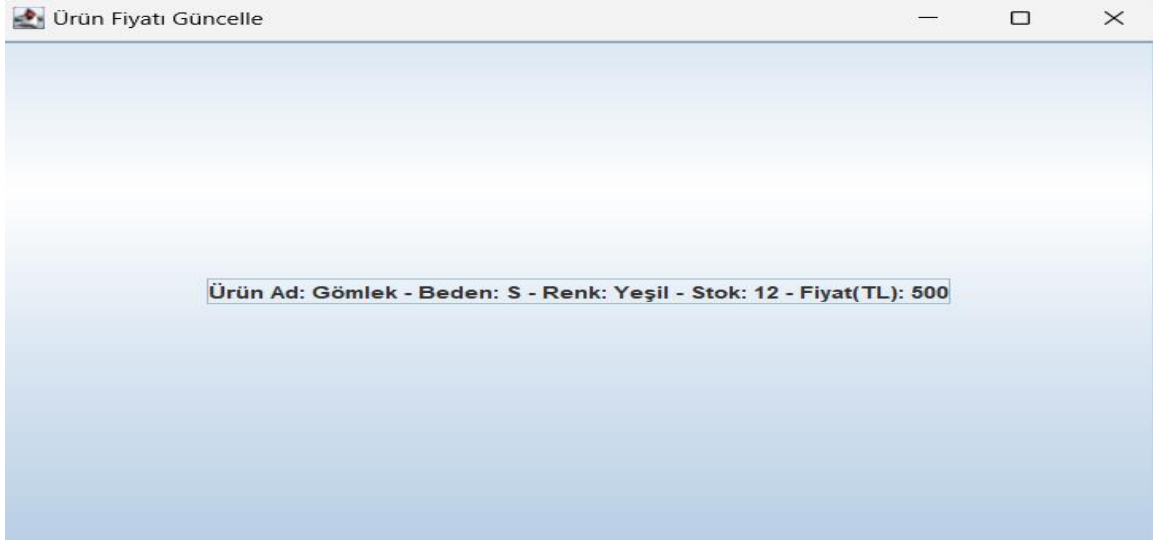 Ürün Fiyatı Güncelle
Ürün Ad: Gömlek - Beden: S - Renk: Yeşil - Stok: 12 - Fiyat(TL): 500